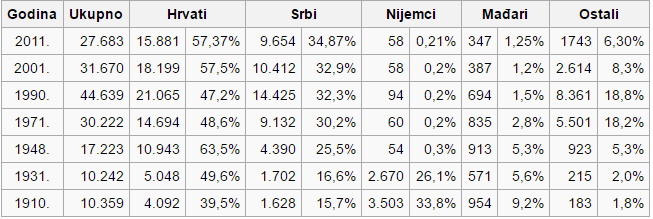 Godina Ukupno Hrvati Srbi Nijemci Mađari Ostali
2011. 27.683 15.881 57,37% 9.654 34,87% 58 0,21% 347 1,25% 1743 6,30%
2001. 31.670 18.199 57,5% 10.412 32,9% 58 0,2% 387 1,2% 2.614 8,3%
1990. 44.639 21.065 47,2% 14.425 32,3% 94 0,2% 694 1,5% 8.361 18,8%
1971. 30.222 14.694 48,6% 9.132 30,2% 60 0,2% 835 2,8% 5.501 18,2%
1948. 17.223 10.943 63,5% 4.390 25,5% 54 0,3% 913 5,3% 923 5,3%
1931. 10.242 5.048 49,6% 1.702 16,6% 2.670 26,1% 571 5,6% 215 2,0%
1910. 10.359 4.092 39,5% 1.628 15,7% 3.503 33,8% 954 9,2% 183 1,8%